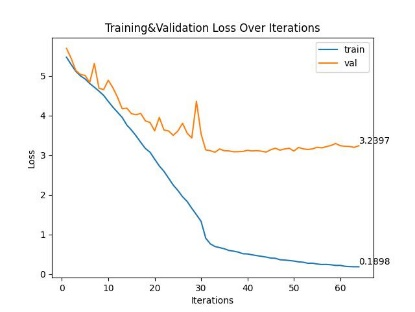 Training&Validation Loss Over Iterations
train
val
Loss
5
4
3
2
1
0
3.2397
0.1898
0 10 20 30 40 50 60
Iterations